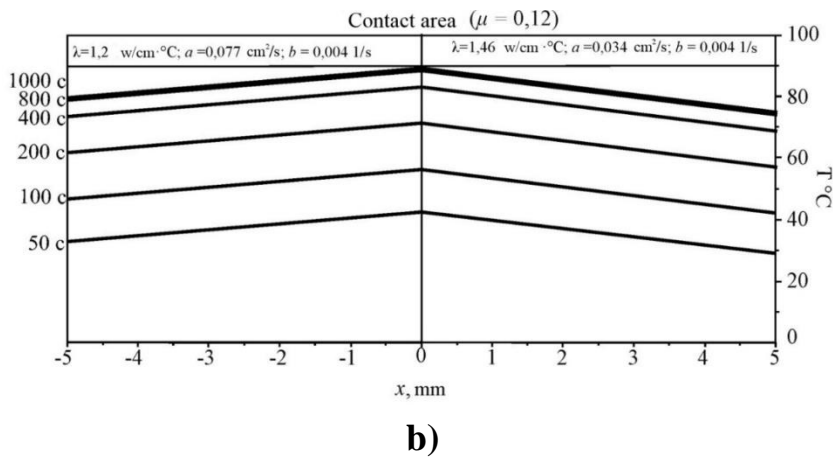 Contact area (μ = 0,12)
λ=1,2 w/cm·°C; a =0,077 cm²/s; b = 0,004 1/s
λ=1,46 w/cm ·°C; a =0,034 cm²/s; b = 0,004 1/s
1000 c
800 c
400 c
200 c
100 c
50 c
100
80
60
40
20
0
T°C
-5 -4 -3 -2 -1 0 1 2 3 4 5
x, mm
b)